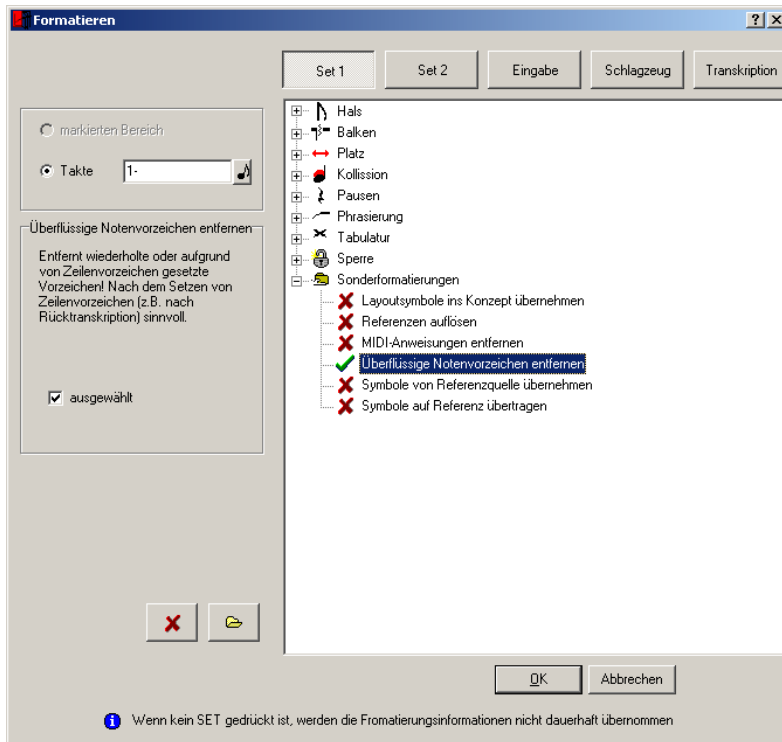 Formatieren
Set 1
Set 2
Eingabe
Schlagzeug
Transkription
markierten Bereich
Takte
1-
Überflüssige Notenvorzeichen entfernen
Entfernt wiederholte oder aufgrund
von Zeilenvorzeichen gesetzte
Vorzeichen! Nach dem Setzen von
Zeilenvorzeichen (z.B. nach
Rücktranskription) sinnvoll.
ausgewählt
Hals
Balken
Platz
Kollission
Pausen
Phrasierung
Tabulatur
Sperre
Sonderformatierungen
Layoutsymbole ins Konzept übernehmen
Referenzen auflösen
MIDI-Anweisungen entfernen
Überflüssige Notenvorzeichen entfernen
Symbole von Referenzquelle übernehmen
Symbole auf Referenz übertragen
OK
Abbrechen
Wenn kein SET gedrückt ist, werden die Fromatierungsinformationen nicht dauerhaft übernommen